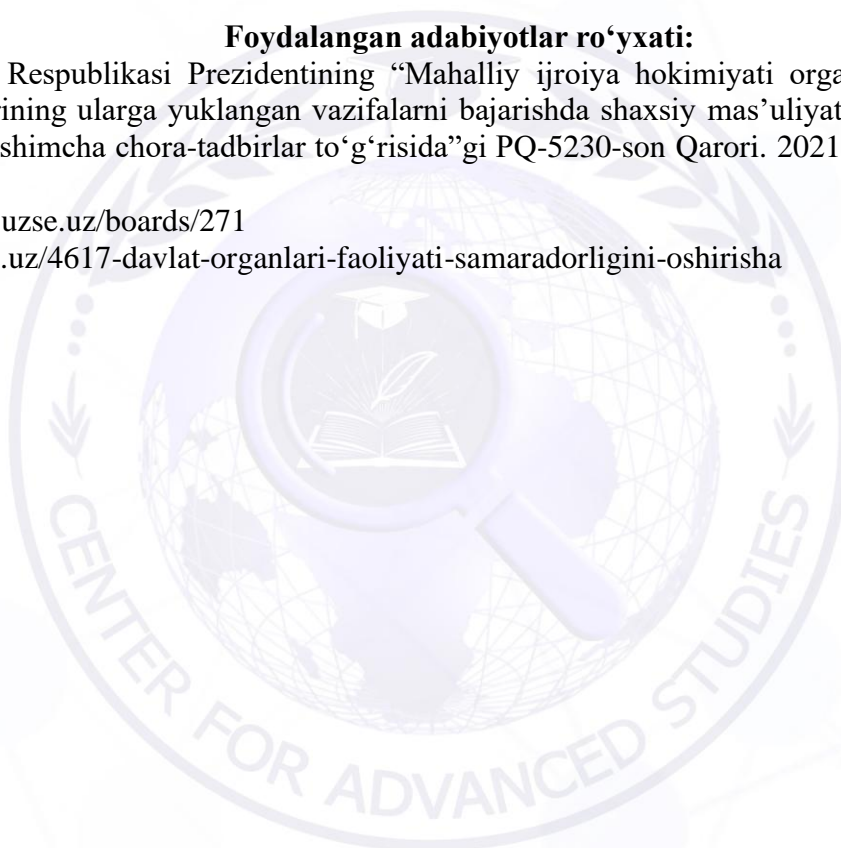 Foydalangan adabiyotlar ro‘yxati:
Respublikasi Prezidentining “Mahalliy ijroiya hokimiyati orga
rining ularga yuklangan vazifalarni bajarishda shaxsiy mas’uliyat
shimcha chora-tadbirlar to‘g‘risida”gi PQ-5230-son Qarori. 2021
uzse.uz/boards/271
.uz/4617-davlat-organlari-faoliyati-samaradorligini-oshirisha
CENTER FOR ADVANCED STUDIES